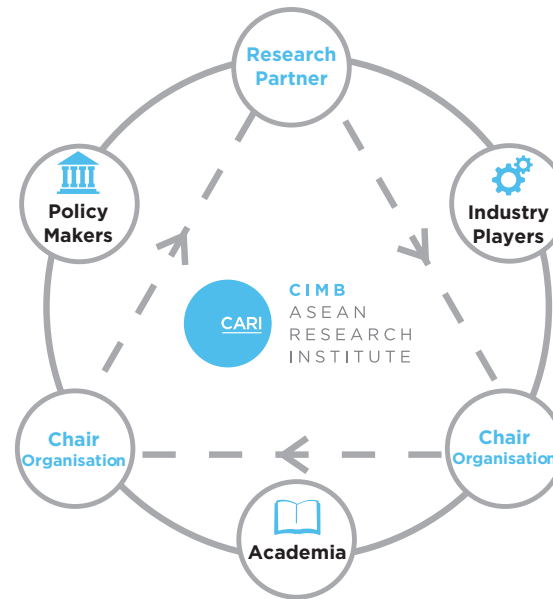 Research
Partner
Policy
Makers
Industry
Players
CARI
CIMB
ASEAN
RESEARCH
INSTITUTE
Chair
Organisation
Chair
Organisation
Academia